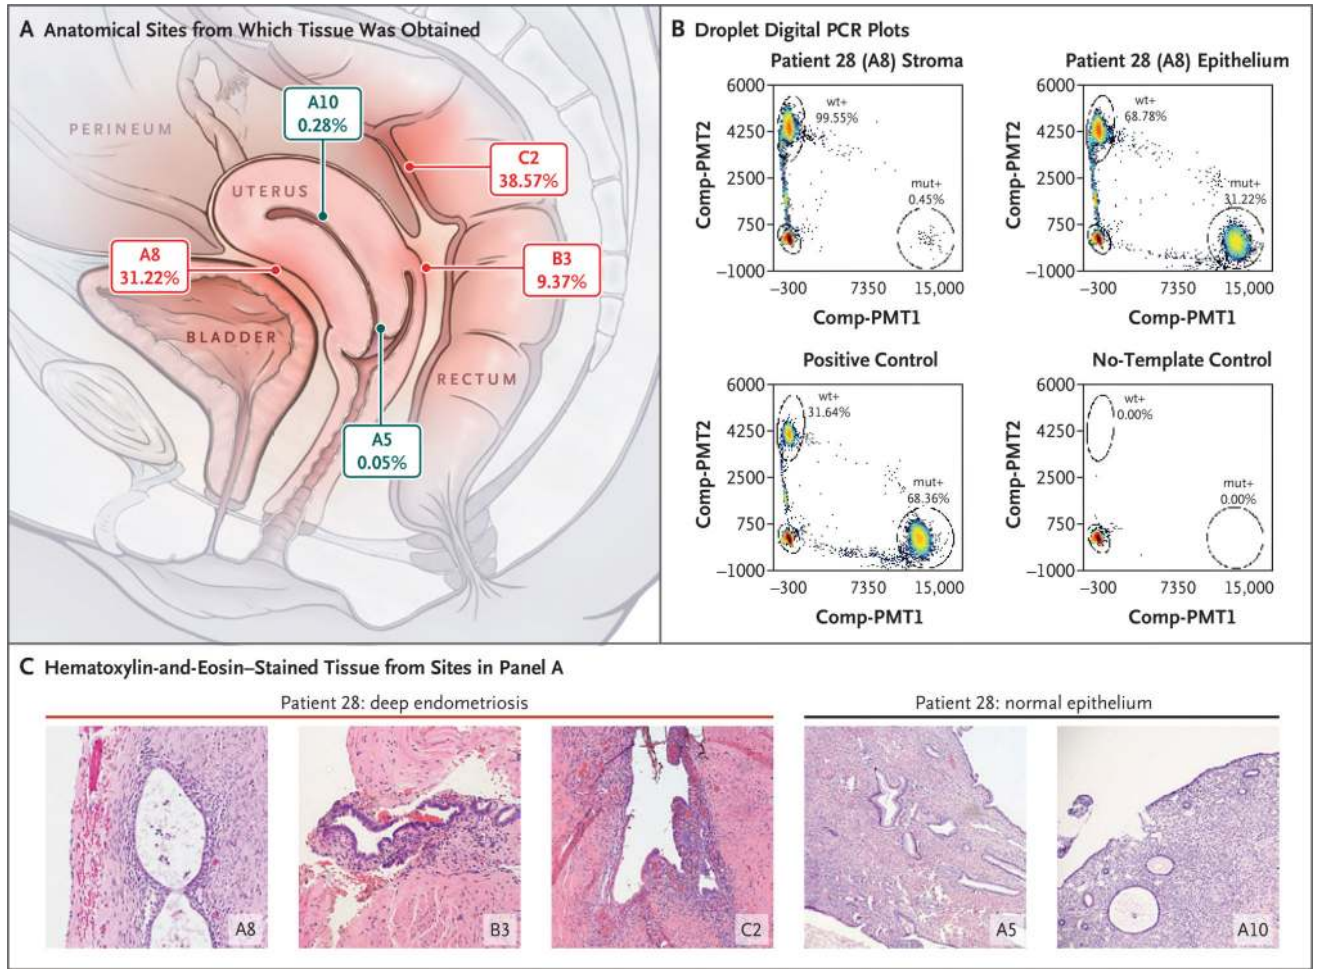 A Anatomical Sites from Which Tissue Was Obtained
PERINEUM
A10
0.28%
C2
38.57%
UTERUS
A8
31.22%
B3
9.37%
BLADDER
RECTUM
A5
0.05%
B Droplet Digital PCR Plots
Patient 28 (A8) Stroma
6000
4250
2500
750
−1000
Comp-PMT2
wt+
99.55%
mut+
0.45%
−300 7350 15,000
Comp-PMT1
Patient 28 (A8) Epithelium
6000
4250
2500
750
−1000
Comp-PMT2
wt+
68.78%
mut+
31.22%
−300 7350 15,000
Comp-PMT1
Positive Control
6000
4250
2500
750
−1000
Comp-PMT2
wt+
31.64%
mut+
68.36%
−300 7350 15,000
Comp-PMT1
No-Template Control
6000
4250
2500
750
−1000
Comp-PMT2
wt+
0.00%
mut+
0.00%
−300 7350 15,000
Comp-PMT1
C Hematoxylin-and-Eosin–Stained Tissue from Sites in Panel A
Patient 28: deep endometriosis
Patient 28: normal epithelium
A8
B3
C2
A5
A10